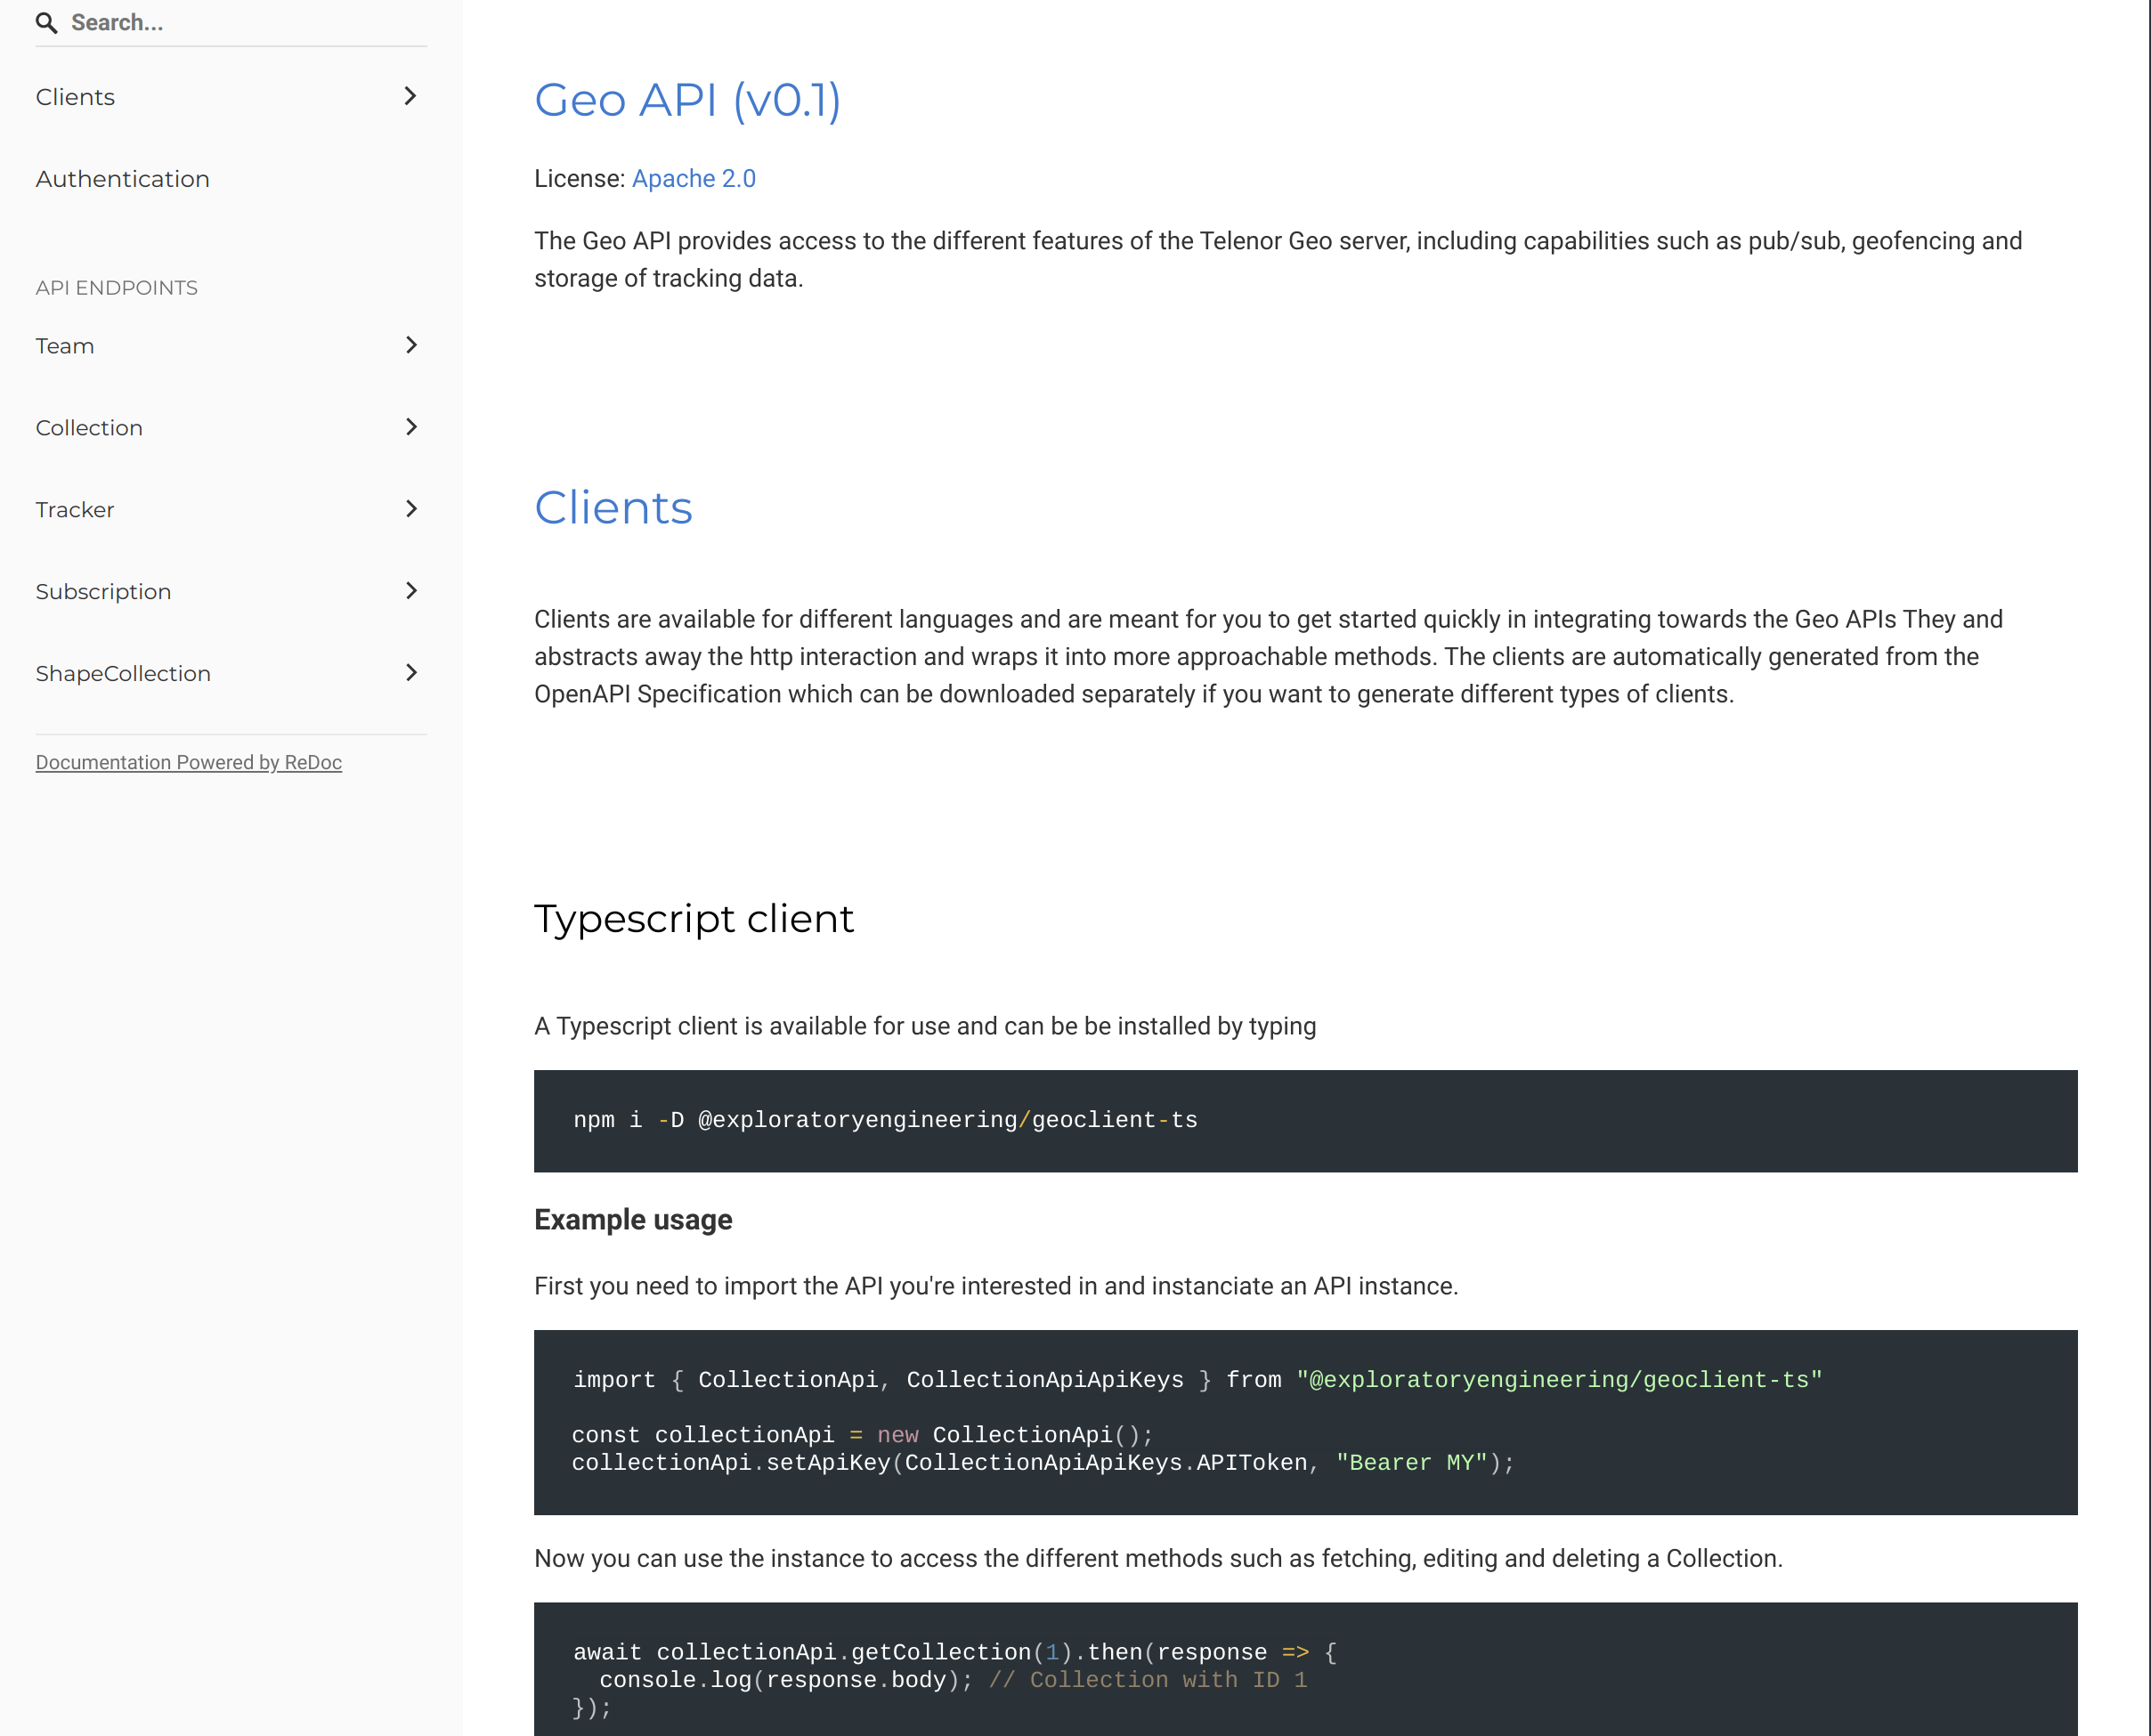 Search...
Clients
Authentication
API ENDPOINTS
Team
Collection
Tracker
Subscription
ShapeCollection
Documentation Powered by ReDoc
Geo API (v0.1)
License: Apache 2.0
The Geo API provides access to the different features of the Telenor Geo server, including capabilities such as pub/sub, geofencing and
storage of tracking data.
Clients
Clients are available for different languages and are meant for you to get started quickly in integrating towards the Geo APIs They and
abstracts away the http interaction and wraps it into more approachable methods. The clients are automatically generated from the
OpenAPI Specification which can be downloaded separately if you want to generate different types of clients.
Typescript client
A Typescript client is available for use and can be be installed by typing
npm i -D @exploratoryengineering/geoclient-ts
Example usage
First you need to import the API you're interested in and instanciate an API instance.
import { CollectionApi, CollectionApiApiKeys } from "@exploratoryengineering/geoclient-ts"
const collectionApi = new CollectionApi();
collectionApi.setApiKey(CollectionApiApiKeys.APIToken, "Bearer MY");
Now you can use the instance to access the different methods such as fetching, editing and deleting a Collection.
await collectionApi.getCollection(1).then(response => {
  console.log(response.body); // Collection with ID 1
});